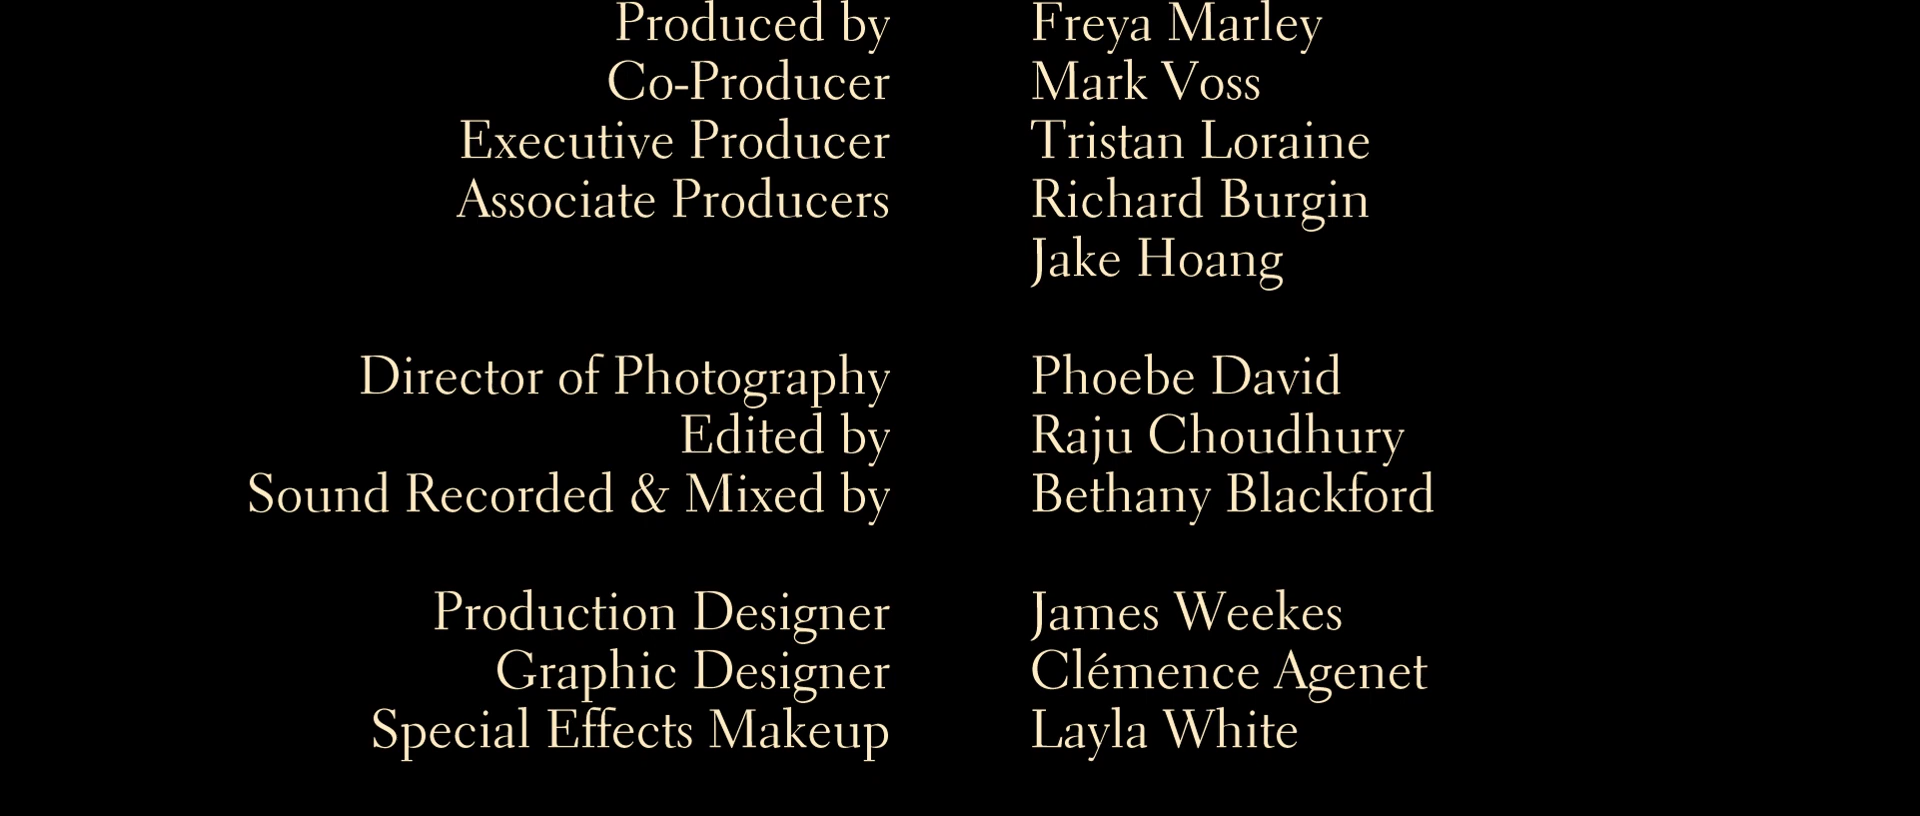 Produced by Freya Marley
Co-Producer Mark Voss
Executive Producer Tristan Loraine
Associate Producers Richard Burgin
Jake Hoang
Director of Photography Phoebe David
Edited by Raju Choudhury
Sound Recorded & Mixed by Bethany Blackford
Production Designer James Weekes
Graphic Designer Clémence Agenet
Special Effects Makeup Layla White